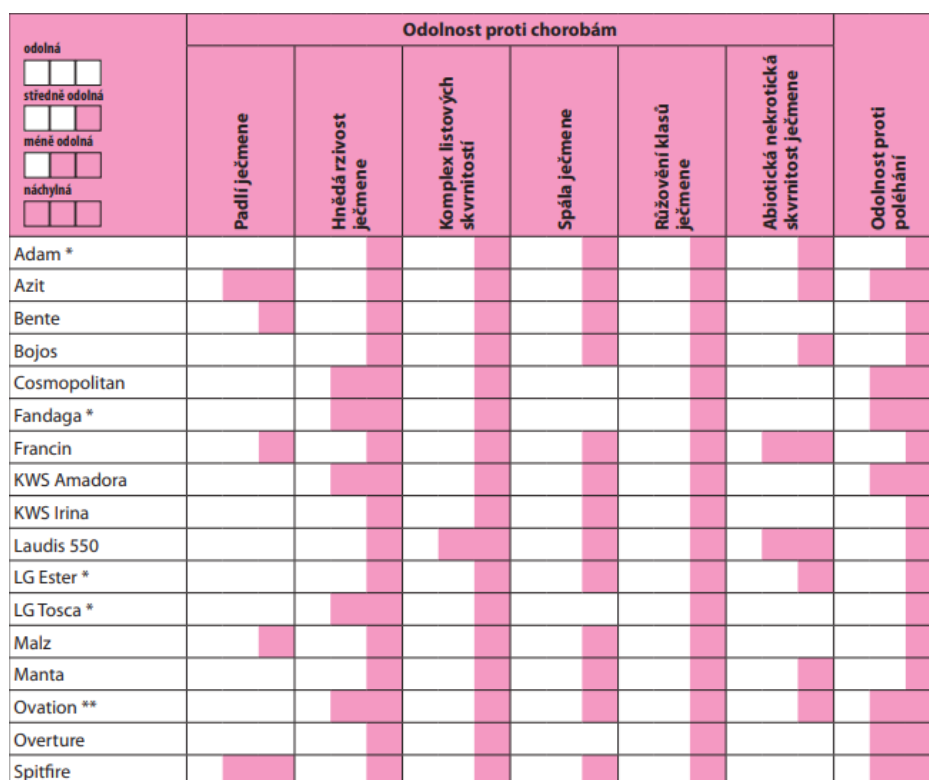 Odolnost proti chorobám
odolná
středně odolná
méně odolná
náchylná
Padlí ječmene
Hnědá rzivost
ječmene
Komplex listových
skvrnitostí
Spála ječmene
Růžovění klasů
ječmene
Abiotická nekrotická
skvrnitost ječmene
Odolnost proti
poléhání
Adam *
Azit
Bente
Bojos
Cosmopolitan
Fandaga *
Francin
KWS Amadora
KWS Irina
Laudis 550
LG Ester *
LG Tosca *
Malz
Manta
Ovation **
Overture
Spitfire